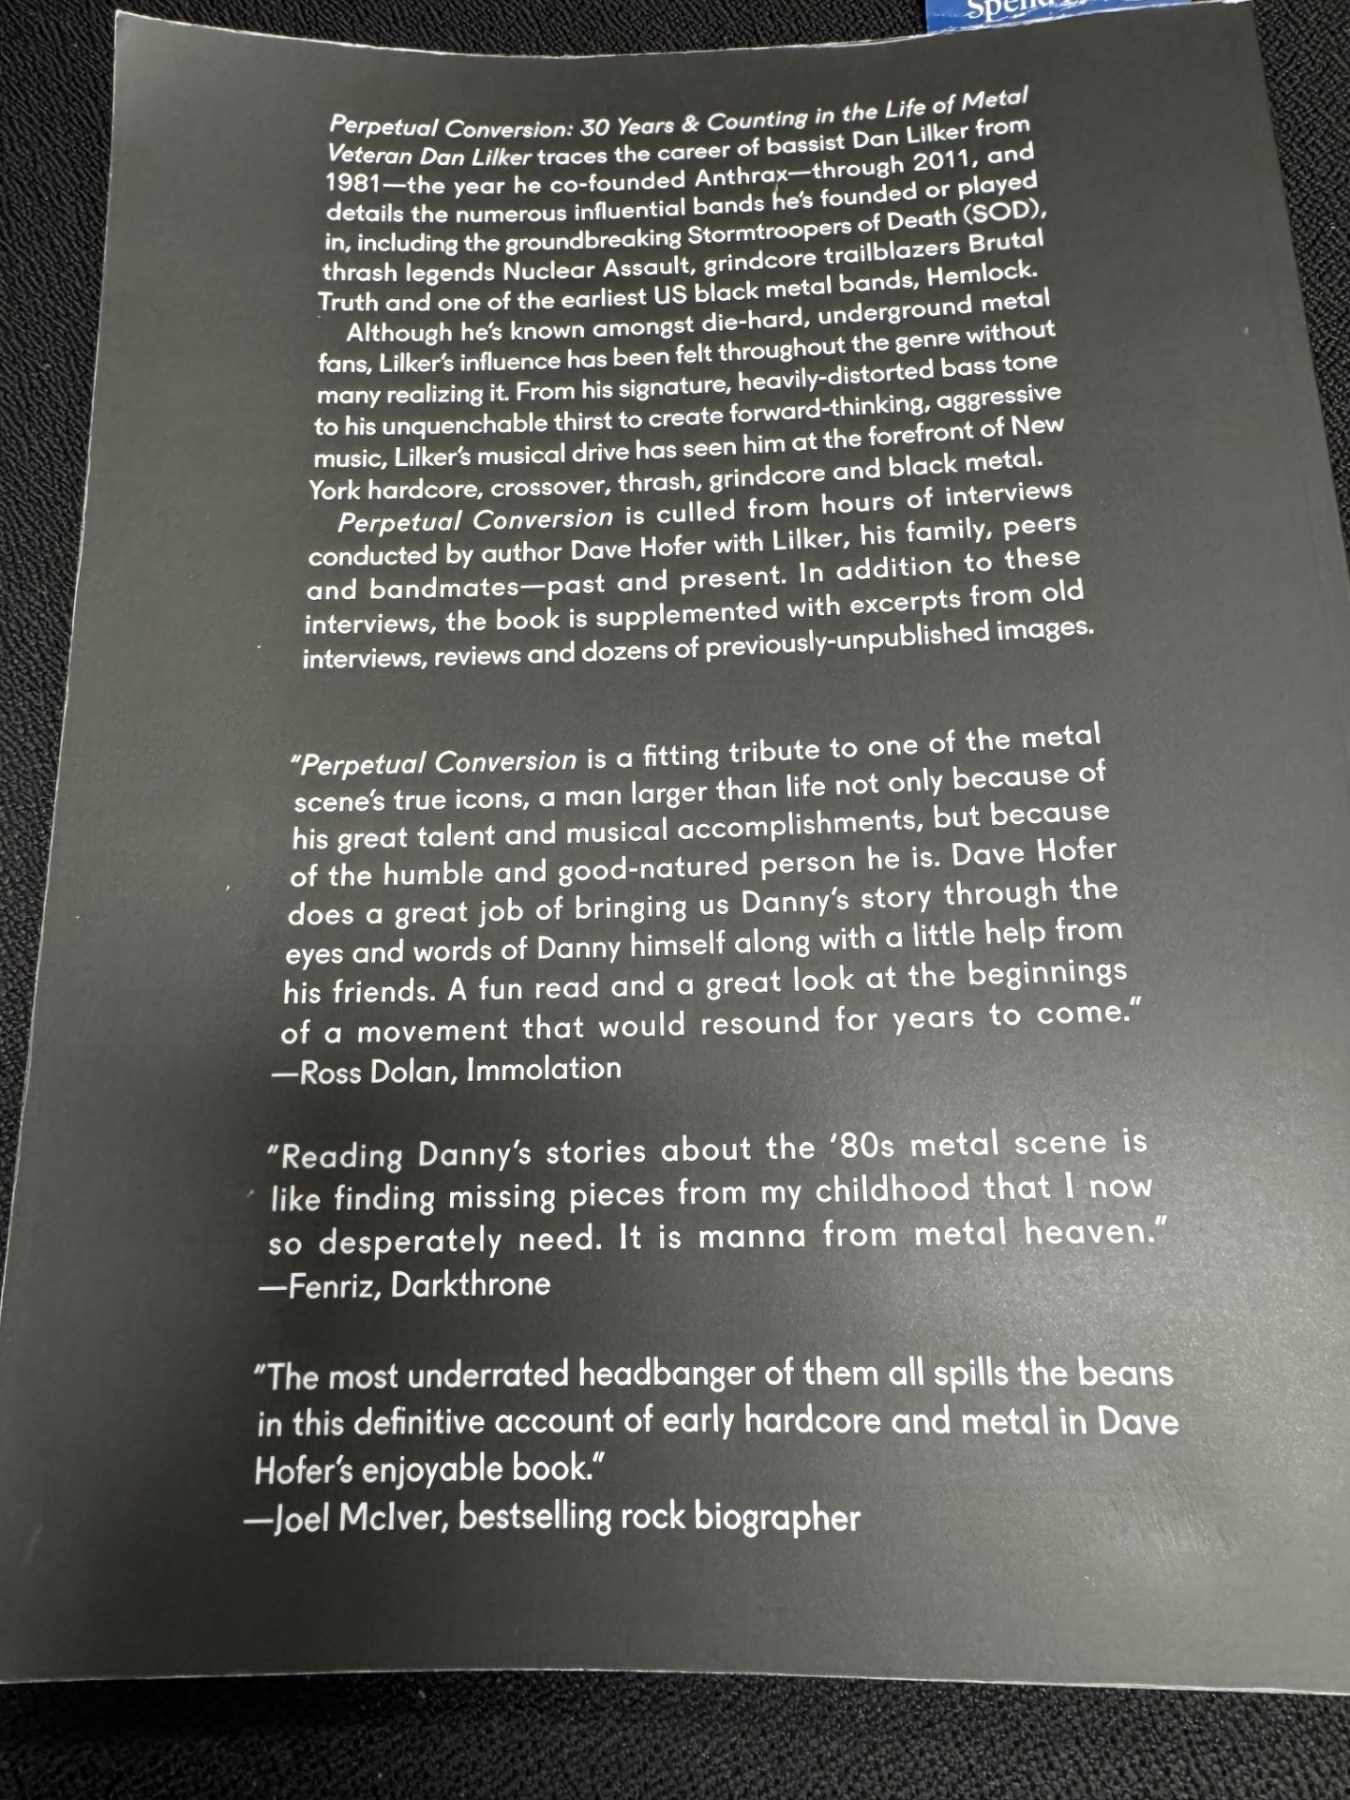 Spend
Perpetual Conversion: 30 Years & Counting in the Life of Metal
Veteran Dan Lilker traces the career of bassist Dan Lilker from
1981—the year he co-founded Anthrax—through 2011, and
details the numerous influential bands he's founded or played
in, including the groundbreaking Stormtroopers of Death (SOD),
thrash legends Nuclear Assault, grindcore trailblazers Brutal
Truth and one of the earliest US black metal bands, Hemlock.
Although he's known amongst die-hard, underground metal
fans, Lilker's influence has been felt throughout the genre without
many realizing it. From his signature, heavily-distorted bass tone
to his unquenchable thirst to create forward-thinking, aggressive
music, Lilker's musical drive has seen him at the forefront of New
York hardcore, crossover, thrash, grindcore and black metal.
Perpetual Conversion is culled from hours of interviews
conducted by author Dave Hofer with Lilker, his family, peers
and bandmates—past and present. In addition to these
interviews, the book is supplemented with excerpts from old
interviews, reviews and dozens of previously-unpublished images.
"Perpetual Conversion is a fitting tribute to one of the metal
scene's true icons, a man larger than life not only because of
his great talent and musical accomplishments, but because
of the humble and good-natured person he is. Dave Hofer
does a great job of bringing us Danny's story through the
eyes and words of Danny himself along with a little help from
his friends. A fun read and a great look at the beginnings
of a movement that would resound for years to come."
—Ross Dolan, Immolation
"Reading Danny's stories about the '80s metal scene is
like finding missing pieces from my childhood that I now
so desperately need. It is manna from metal heaven."
—Fenriz, Darkthrone
"The most underrated headbanger of them all spills the beans
in this definitive account of early hardcore and metal in Dave
Hofer's enjoyable book."
—Joel McIver, bestselling rock biographer